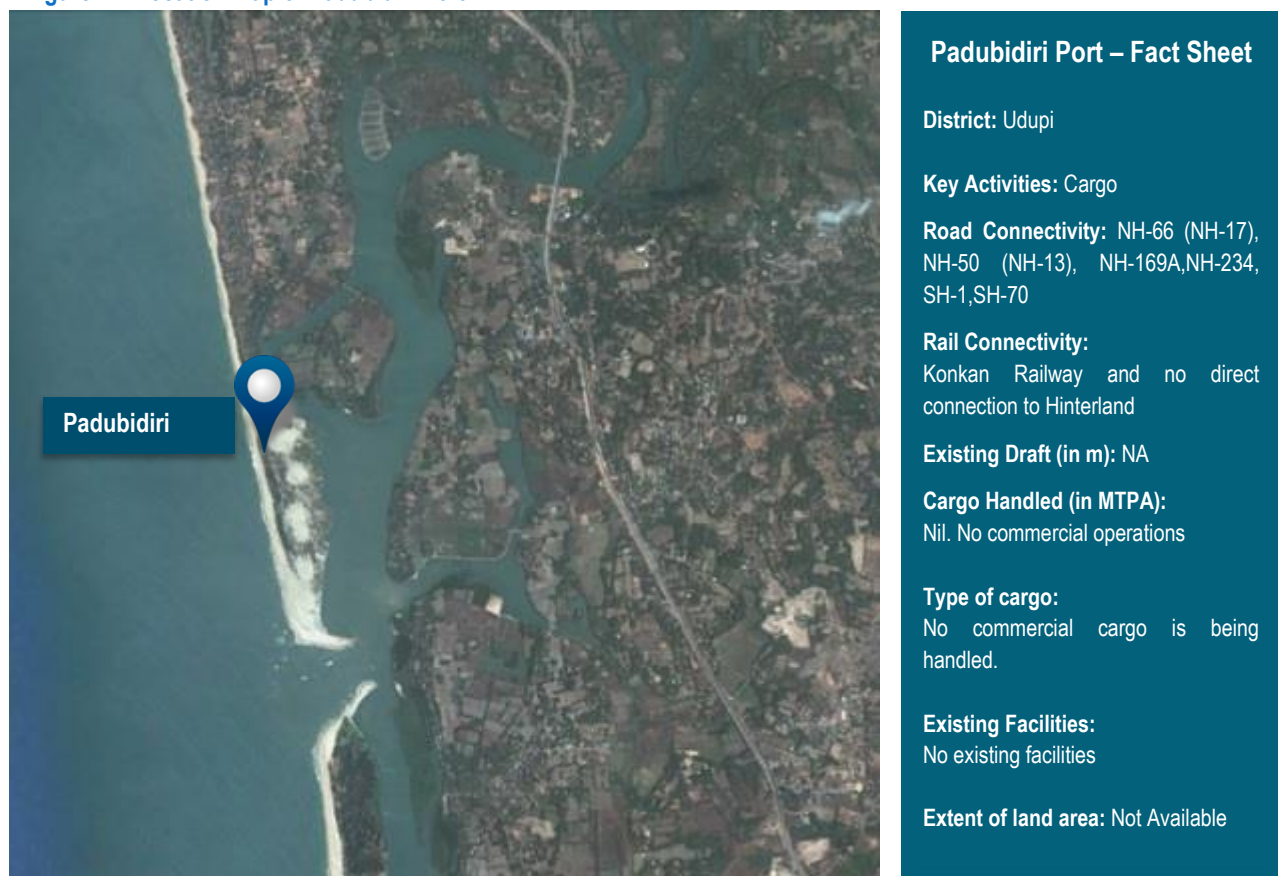 Padubidiri
Padubidiri Port – Fact Sheet
District: Udupi
Key Activities: Cargo
Road Connectivity: NH-66 (NH-17),
NH-50 (NH-13), NH-169A,NH-234,
SH-1,SH-70
Rail Connectivity:
Konkan Railway and no direct
connection to Hinterland
Existing Draft (in m): NA
Cargo Handled (in MTPA):
Nil. No commercial operations
Type of cargo:
No commercial cargo is being
handled.
Existing Facilities:
No existing facilities
Extent of land area: Not Available